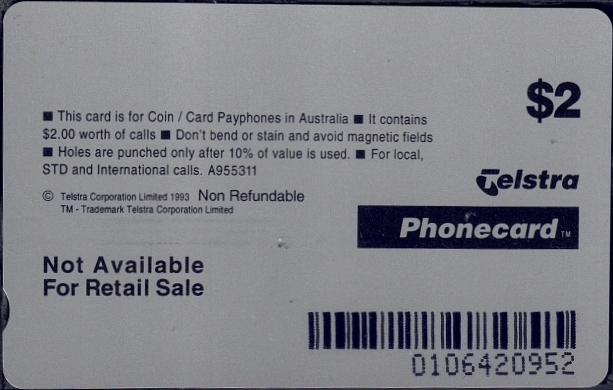 $2
■ This card is for Coin / Card Payphones in Australia ■ It contains
$2.00 worth of calls ■ Don't bend or stain and avoid magnetic fields
■ Holes are punched only after 10% of value is used. ■ For local,
STD and International calls. A955311
© Telstra Corporation Limited 1993 Non Refundable
TM - Trademark Telstra Corporation Limited
Telstra
Phonecard TM
Not Available
For Retail Sale
0106420952